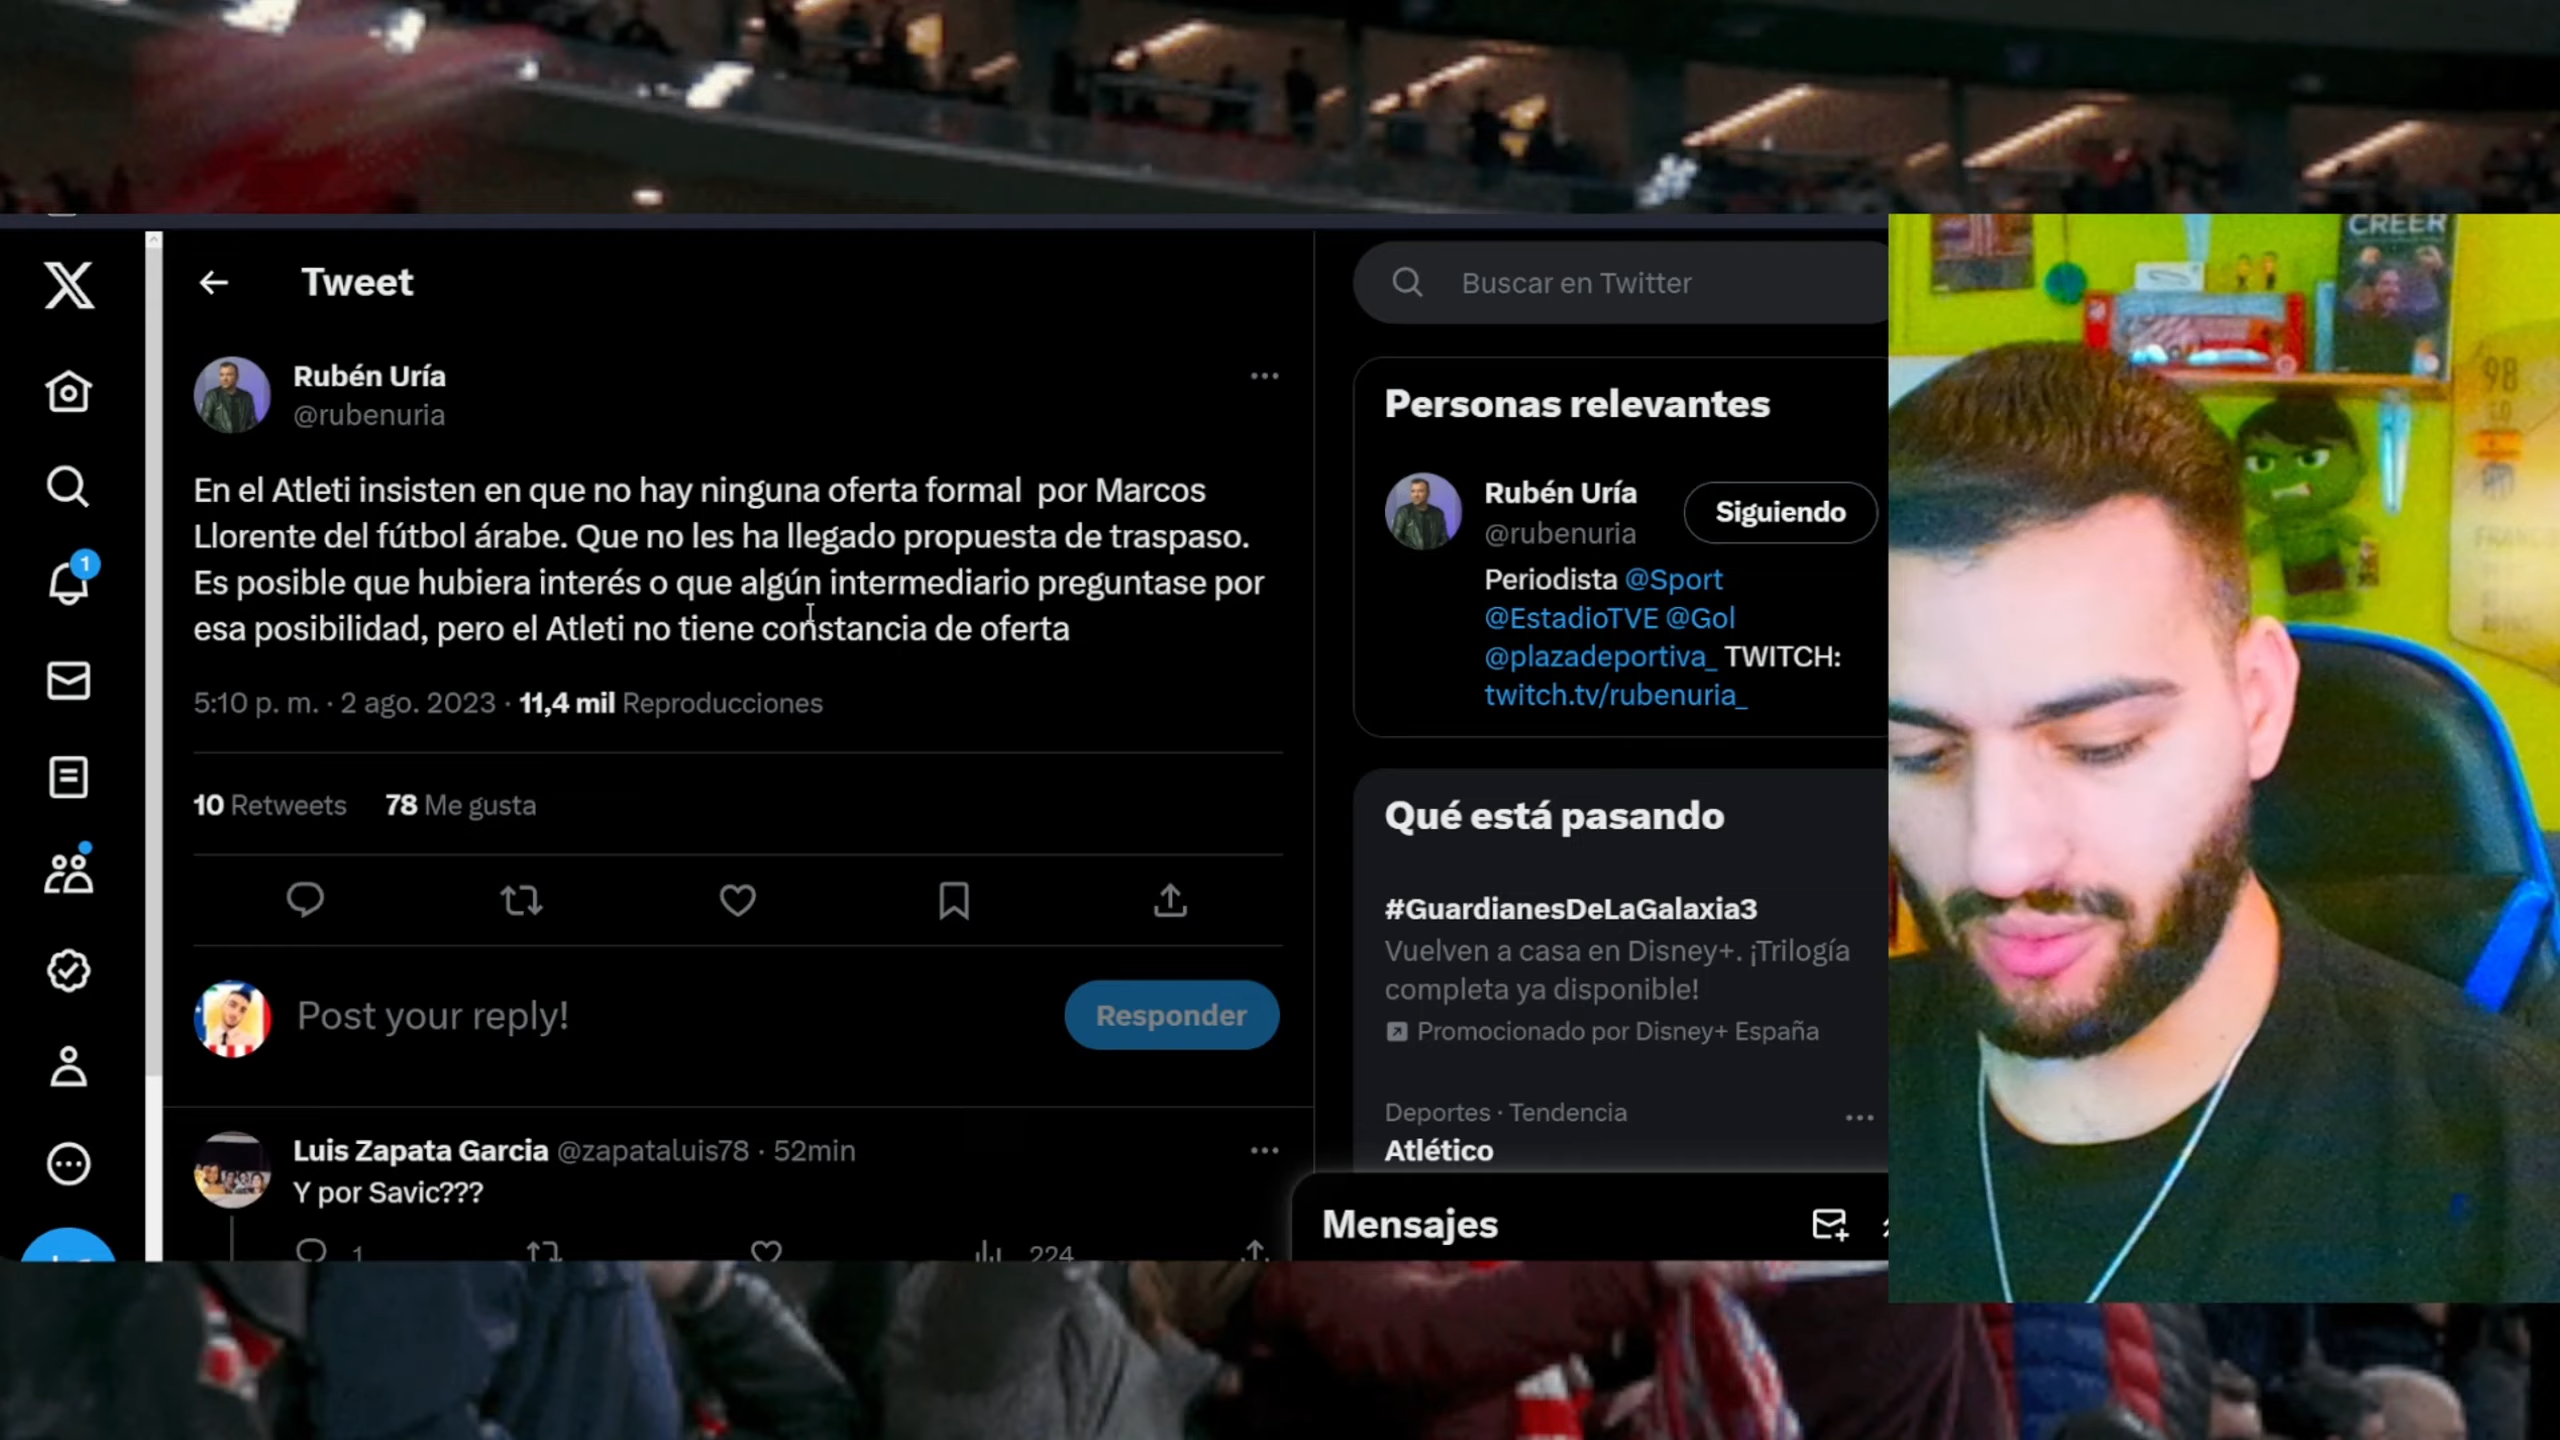 Tweet
Rubén Uría
@rubenuria
En el Atleti insisten en que no hay ninguna oferta formal  por Marcos
Llorente del fútbol árabe. Que no les ha llegado propuesta de traspaso.
Es posible que hubiera interés o que algún intermediario preguntase por
esa posibilidad, pero el Atleti no tiene constancia de oferta
5:10 p. m. · 2 ago. 2023 · 11,4 mil Reproducciones
10 Retweets 78 Me gusta
Post your reply!
Responder
Luis Zapata Garcia @zapataluis78 · 52min
Y por Savic???
1 224
1
Buscar en Twitter
Personas relevantes
Rubén Uría
@rubenuria
Siguiendo
Periodista @Sport
@EstadioTVE @Gol
@plazadeportiva_ TWITCH:
twitch.tv/rubenuria_
Qué está pasando
#GuardianesDeLaGalaxia3
Vuelven a casa en Disney+. ¡Trilogía
completa ya disponible!
Promocionado por Disney+ España
Deportes · Tendencia
Atlético
Mensajes
CREER
98